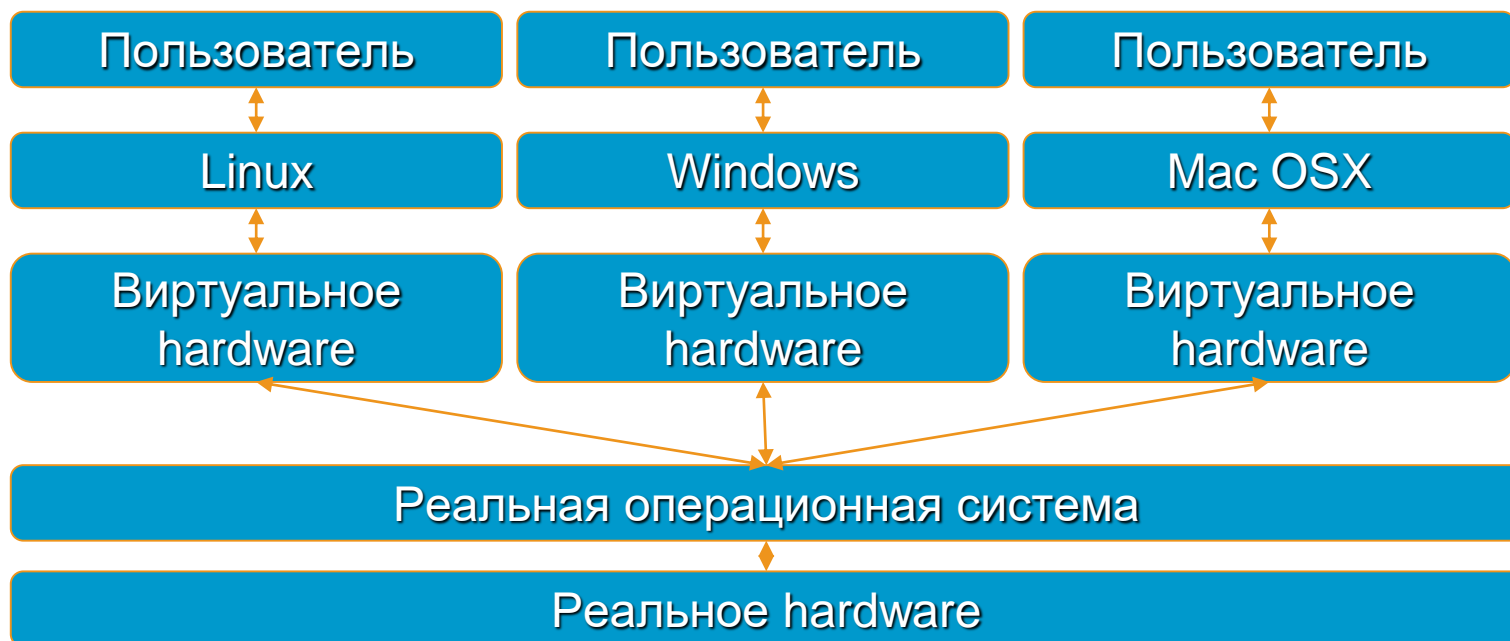 Пользователь
Пользователь
Пользователь
Linux
Windows
Mac OSX
Виртуальное
hardware
Виртуальное
hardware
Виртуальное
hardware
Реальная операционная система
Реальное hardware